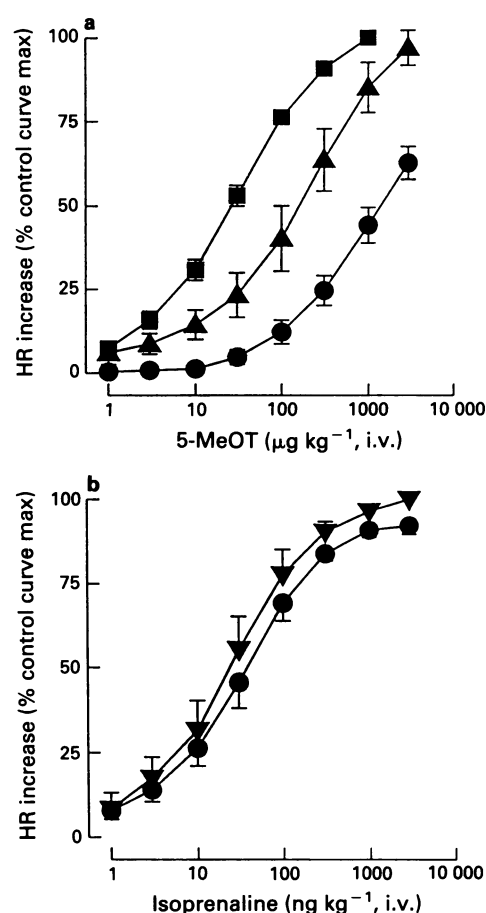 a
HR increase (% control curve max)
100
75
50
25
0
1 10 100 1000 10 000
5-MeOT (μg kg⁻¹, i.v.)
b
HR increase (% control curve max)
100
75
50
25
0
1 10 100 1000 10 000
Isoprenaline (ng kg⁻¹, i.v.)